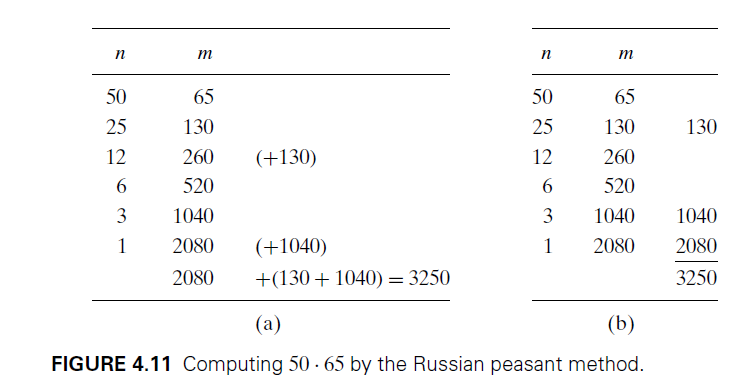 n m n m
50 65 50 65
25 130 25 130 130
12 260 (+130) 12 260
6 520 6 520
3 1040 3 1040 1040
1 2080 (+1040) 1 2080 2080
2080 +(130 + 1040) = 3250 3250
(a) (b)
FIGURE 4.11 Computing 50 · 65 by the Russian peasant method.